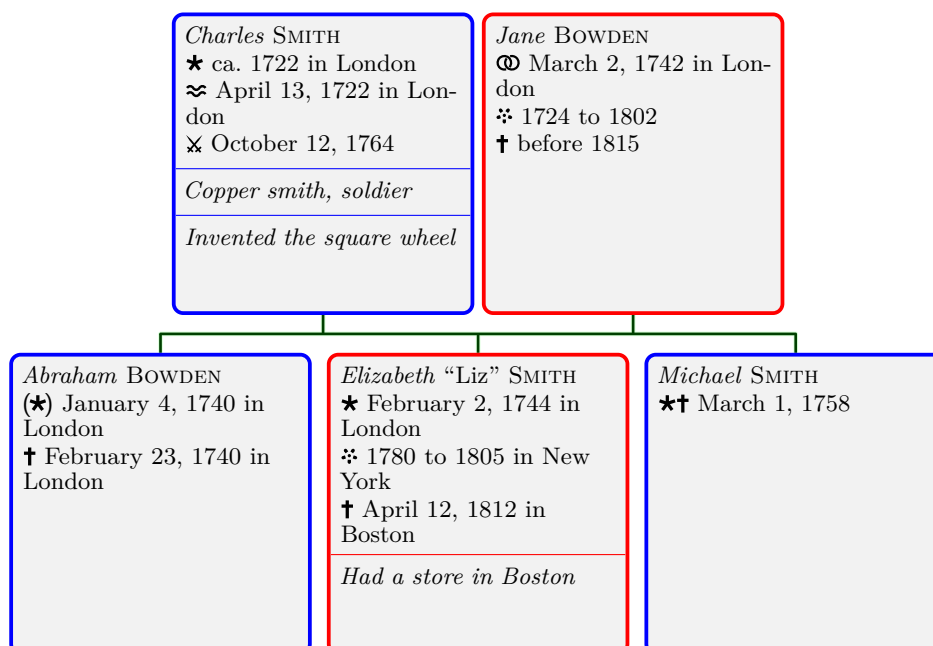 Charles SMITH
* ca. 1722 in London
≈ April 13, 1722 in Lon-
don
⚔ October 12, 1764
Copper smith, soldier
Invented the square wheel
Jane BOWDEN
⚭ March 2, 1742 in Lon-
don
⁘ 1724 to 1802
† before 1815
Abraham BOWDEN
(*) January 4, 1740 in
London
† February 23, 1740 in
London
Elizabeth “Liz” SMITH
* February 2, 1744 in
London
⁘ 1780 to 1805 in New
York
† April 12, 1812 in
Boston
Had a store in Boston
Michael SMITH
*† March 1, 1758